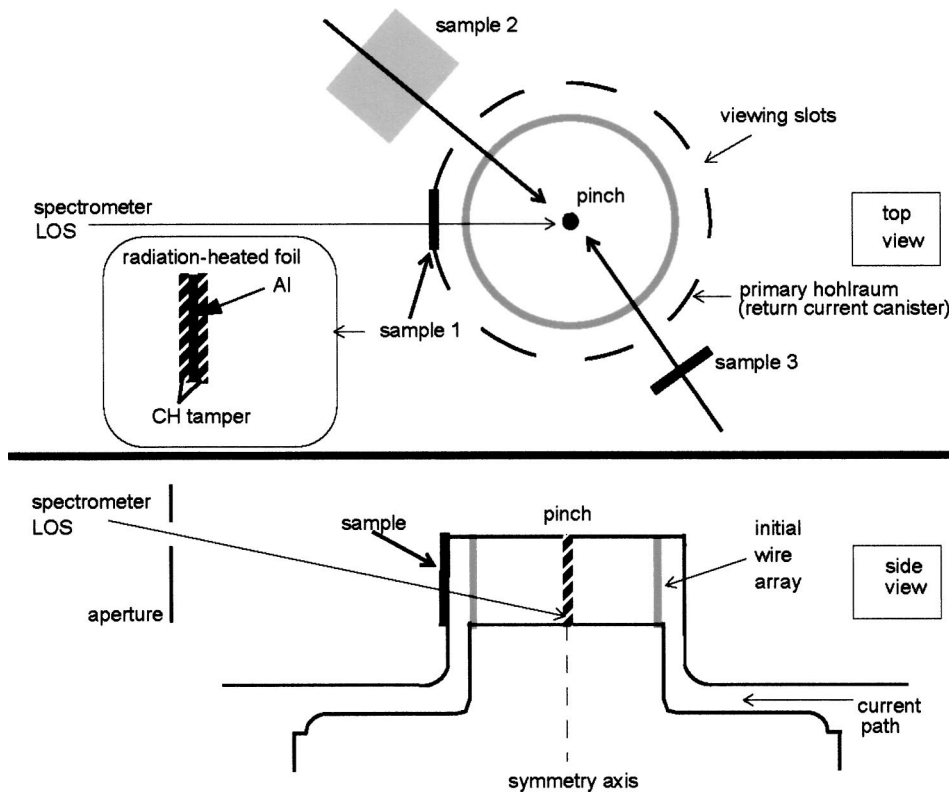 sample 2
viewing slots
pinch
spectrometer
LOS
top
view
radiation-heated foil
Al
primary hohlraum
(return current canister)
sample 1
sample 3
CH tamper
spectrometer
LOS
sample
pinch
initial
wire
array
side
view
aperture
current
path
symmetry axis